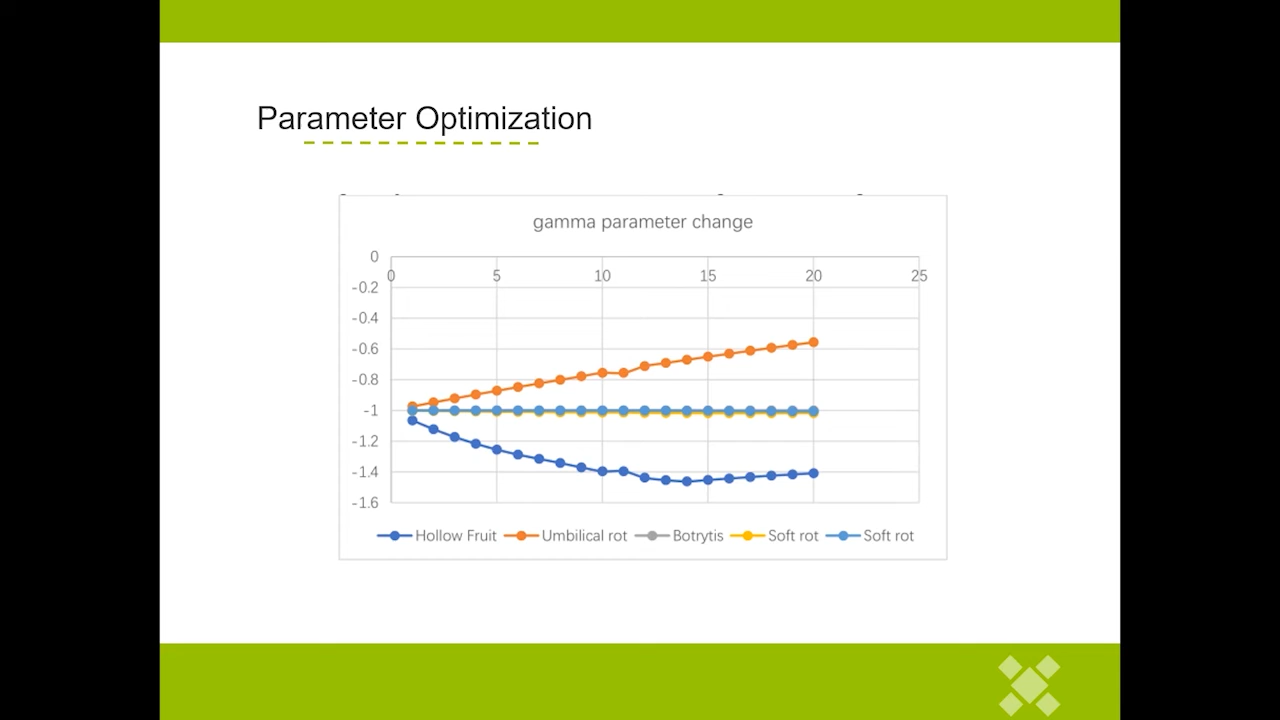 Parameter Optimization
gamma parameter change
0
0 5 10 15 20 25
-0.2
-0.4
-0.6
-0.8
-1
-1.2
-1.4
-1.6
Hollow Fruit Umbilical rot Botrytis Soft rot Soft rot